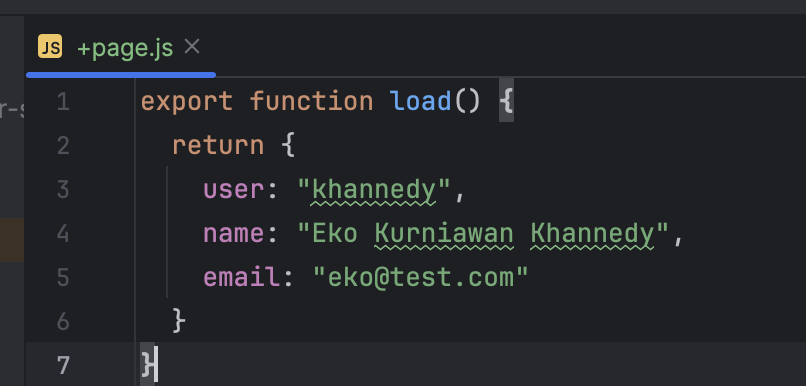 r-s
JS +page.js ×
1 export function load() {
2   return {
3     user: "khannedy",
4     name: "Eko Kurniawan Khannedy",
5     email: "eko@test.com"
6   }
7 }